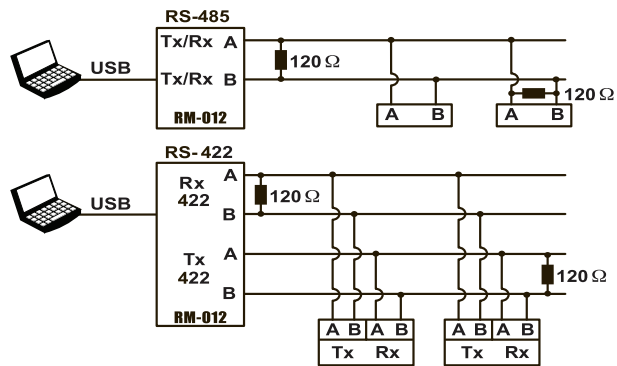 RS-485
Tx/Rx A
USB
Tx/Rx B
120 Ω
120 Ω
RM-012
A B
A B
RS-422
Rx
422
A
120 Ω
USB
B
Tx
422
A
120 Ω
B
RM-012
A B A B
Tx Rx
A B A B
Tx Rx